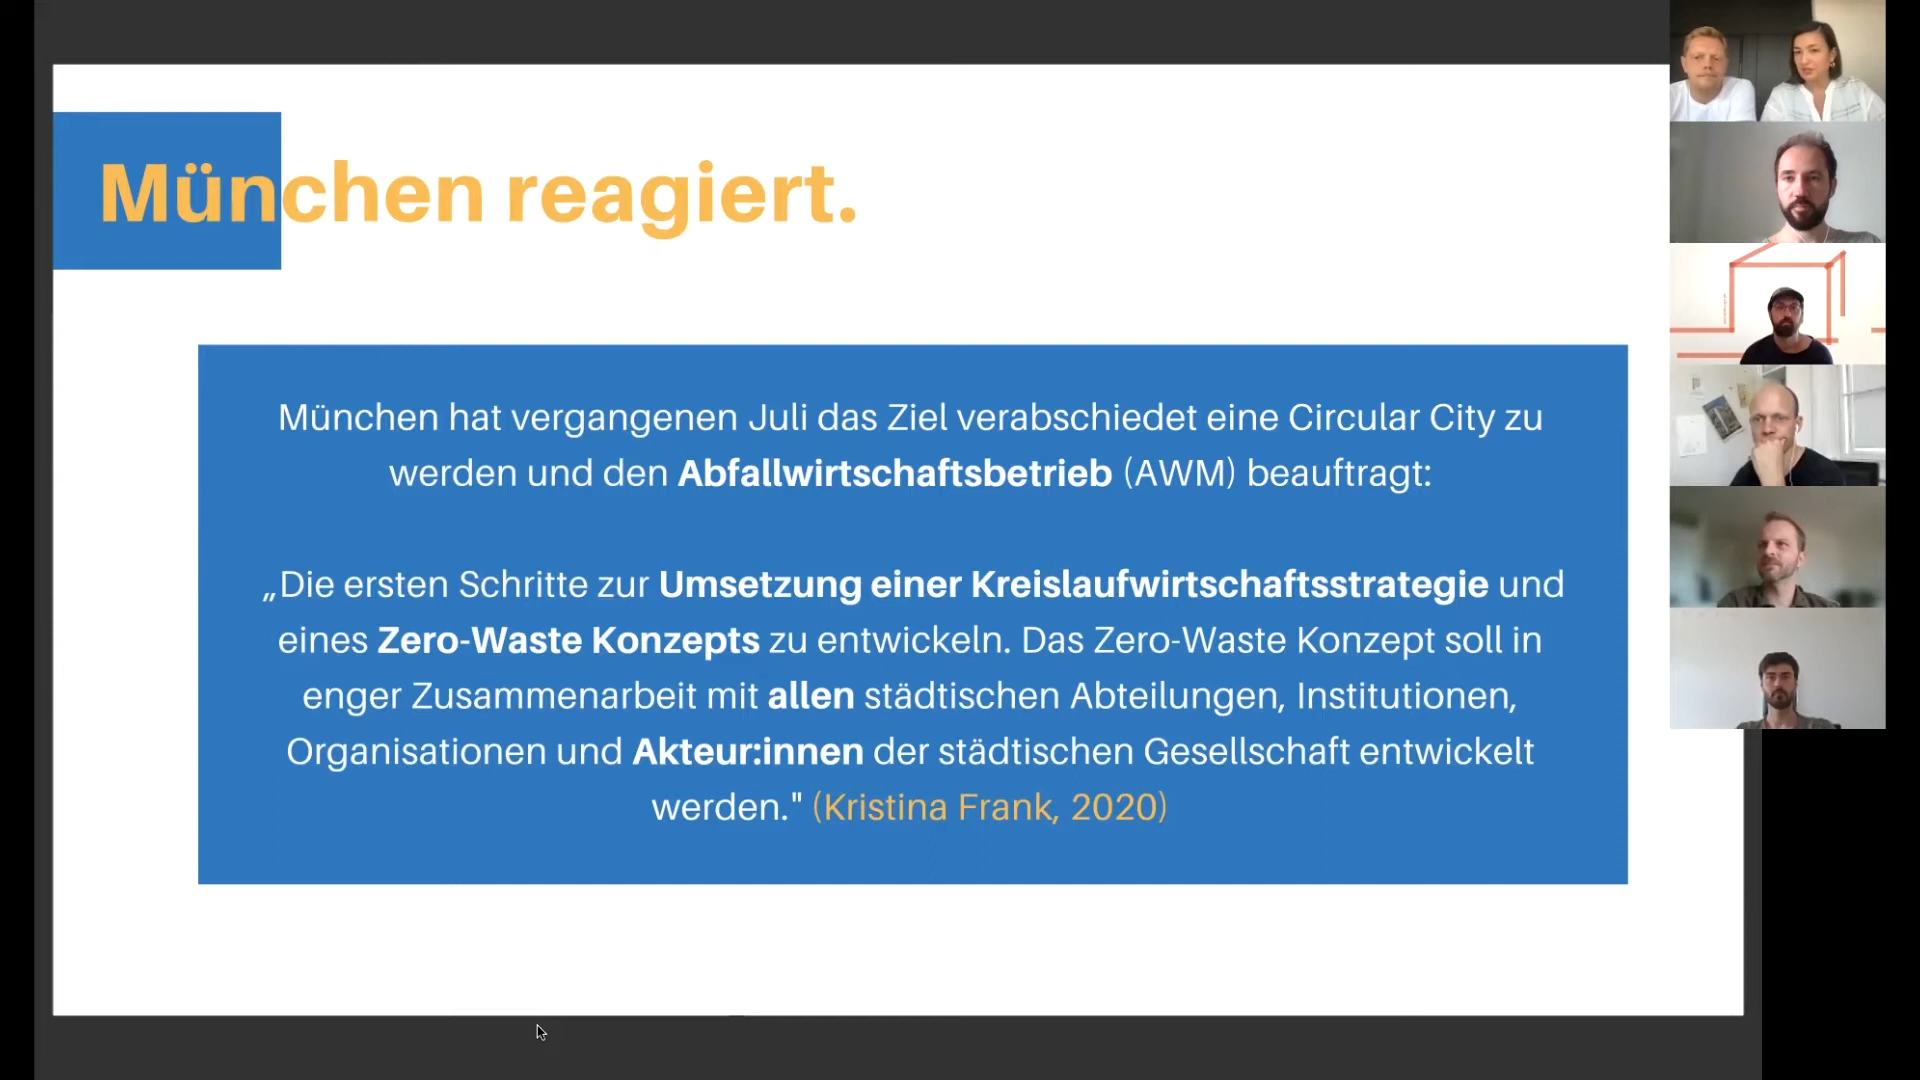 München reagiert.
München hat vergangenen Juli das Ziel verabschiedet eine Circular City zu
werden und den Abfallwirtschaftsbetrieb (AWM) beauftragt:
„Die ersten Schritte zur Umsetzung einer Kreislaufwirtschaftsstrategie und
eines Zero-Waste Konzepts zu entwickeln. Das Zero-Waste Konzept soll in
enger Zusammenarbeit mit allen städtischen Abteilungen, Institutionen,
Organisationen und Akteur:innen der städtischen Gesellschaft entwickelt
werden." (Kristina Frank, 2020)